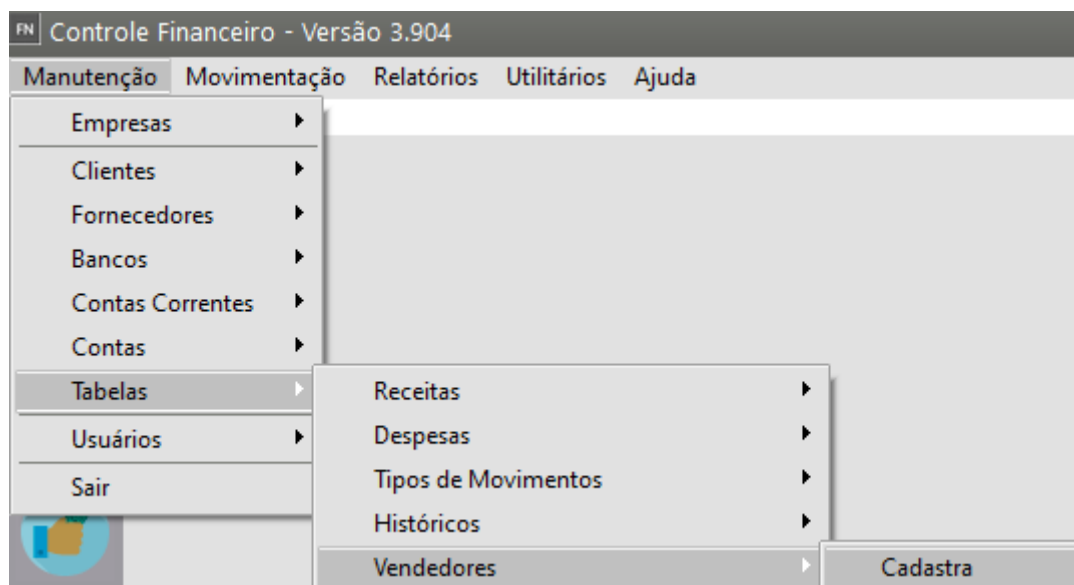 FN Controle Financeiro - Versão 3.904
Manutenção Movimentação Relatórios Utilitários Ajuda
Empresas
Clientes
Fornecedores
Bancos
Contas Correntes
Contas
Tabelas
Usuários
Sair
Receitas
Despesas
Tipos de Movimentos
Históricos
Vendedores
Cadastra